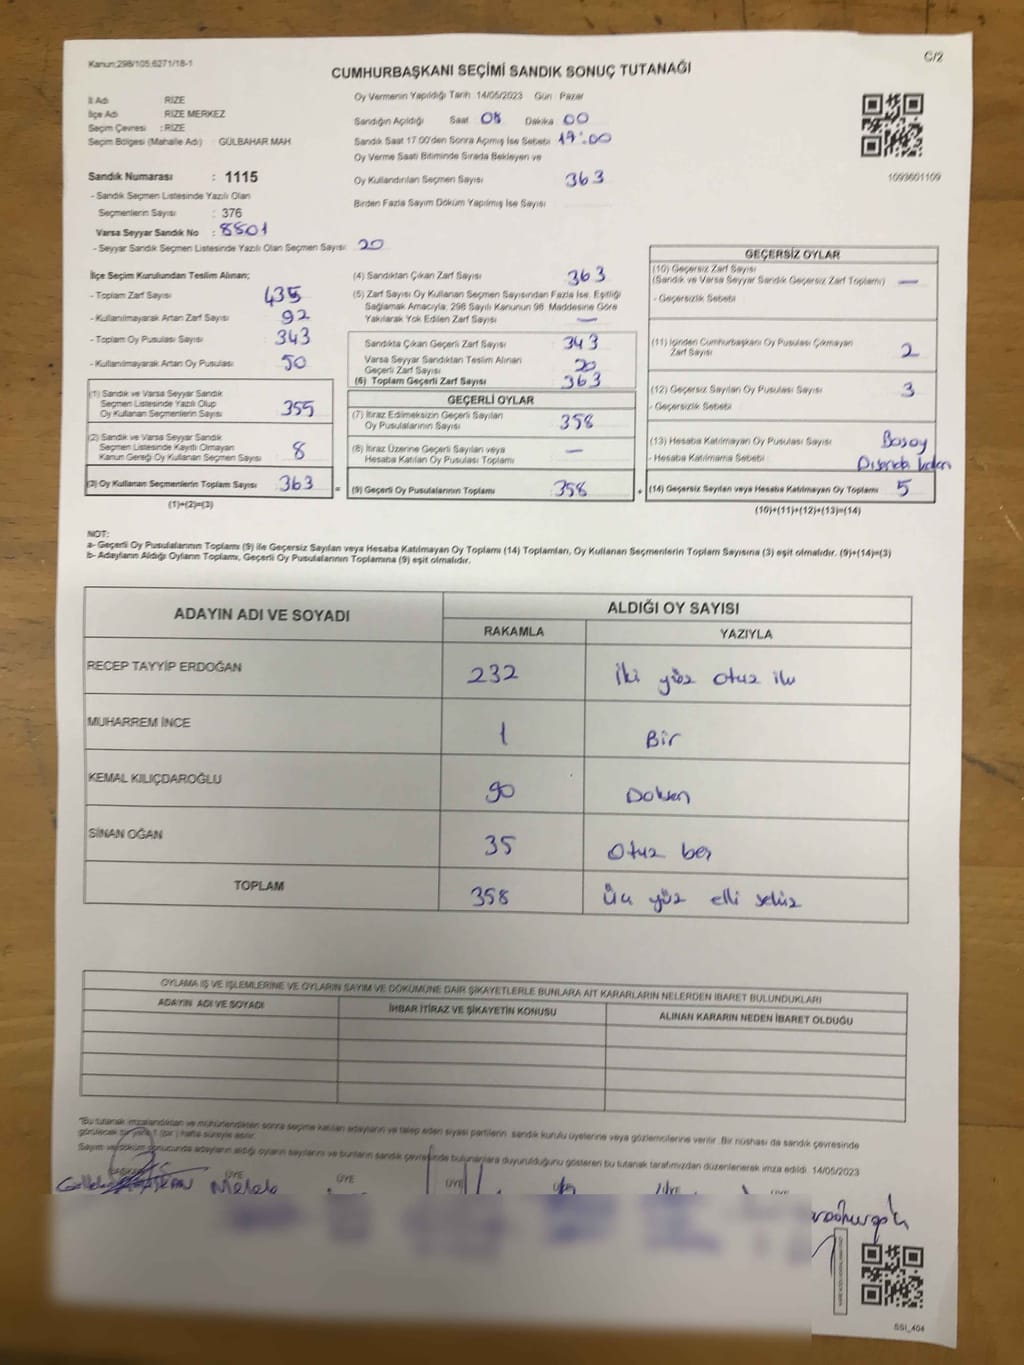 Kanun;298/105;6271/18-1
C/2
CUMHURBAŞKANI SEÇİMİ SANDIK SONUÇ TUTANAĞI
İl Adı RİZE
İlçe Adı RİZE MERKEZ
Seçim Çevresi : RİZE
Seçim Bölgesi (Mahalle Adı) : GÜLBAHAR MAH
Sandık Numarası : 1115
- Sandık Seçmen Listesinde Yazılı Olan
Seçmenlerin Sayısı : 376
Varsa Seyyar Sandık No : 8501
- Seyyar Sandık Seçmen Listesinde Yazılı Olan Seçmen Sayısı: 20
Oy Vermenin Yapıldığı Tarih 14/05/2023 Gün : Pazar
Sandığın Açıldığı Saat 08 Dakika 00
Sandık Saat 17:00'den Sonra Açımış İse Sebebi 17:00
Oy Verme Saati Bitiminde Sırada Bekleyen ve
Oy Kullandırılan Seçmen Sayısı 363
Birden Fazla Sayım Döküm Yapılmış İse Sayısı
1093601109
İlçe Seçim Kurulundan Teslim Alınan;
- Toplam Zarf Sayısı 435
- Kullanılmayarak Artan Zarf Sayısı 92
- Toplam Oy Pusulası Sayısı 343
- Kullanılmayarak Artan Oy Pusulası 50
(1) Sandık ve Varsa Seyyar Sandık
Seçmen Listesinde Yazılı Olup
Oy Kullanan Seçmenlerin Sayısı 355
(2) Sandık ve Varsa Seyyar Sandık
Seçmen Listesinde Kayıtlı Olmayan
Kanun Gereği Oy Kullanan Seçmen Sayısı 8
(3) Oy Kullanan Seçmenlerin Toplam Sayısı 363
(1)+(2)=(3)
(4) Sandıktan Çıkan Zarf Sayısı 363
(5) Zarf Sayısı Oy Kullanan Seçmen Sayısından Fazla İse, Eşitliği
Sağlamak Amacıyla; 298 Sayılı Kanunun 98. Maddesine Göre
Yakılarak Yok Edilen Zarf Sayısı —
Sandıkta Çıkan Geçerli Zarf Sayısı 343
Varsa Seyyar Sandıktan Teslim Alınan
Geçerli Zarf Sayısı 20
(6) Toplam Geçerli Zarf Sayısı 363
GEÇERLİ OYLAR
(7) İtiraz Edilmeksizin Geçerli Sayılan
Oy Pusulalarının Sayısı 358
(8) İtiraz Üzerine Geçerli Sayılan veya
Hesaba Katılan Oy Pusulası Toplamı —
= (9) Geçerli Oy Pusulalarının Toplamı 358 +
GEÇERSİZ OYLAR
(10) Geçersiz Zarf Sayısı
(Sandık ve Varsa Seyyar Sandık Geçersiz Zarf Toplamı) —
- Geçersizlik Sebebi
(11) İçinden Cumhurbaşkanı Oy Pusulası Çıkmayan
Zarf Sayısı 2
(12) Geçersiz Sayılan Oy Pusulası Sayısı 3
- Geçersizlik Sebebi
(13) Hesaba Katılmayan Oy Pusulası Sayısı
- Hesaba Katılmama Sebebi
(14) Geçersiz Sayılan veya Hesaba Katılmayan Oy Toplamı 5
(10)+(11)+(12)+(13)=(14)
NOT:
a- Geçerli Oy Pusulalarının Toplamı (9) ile Geçersiz Sayılan veya Hesaba Katılmayan Oy Toplamı (14) Toplamları, Oy Kullanan Seçmenlerin Toplam Sayısına (3) eşit olmalıdır. (9)+(14)=(3)
b- Adayların Aldığı Oyların Toplamı, Geçerli Oy Pusulalarının Toplamına (9) eşit olmalıdır.
ADAYIN ADI VE SOYADI ALDIĞI OY SAYISI
RAKAMLA YAZIYLA
RECEP TAYYİP ERDOĞAN 232 İki yüz otuz iki
MUHARREM İNCE 1 Bir
KEMAL KILIÇDAROĞLU 90 Doksan
SİNAN OĞAN 35 Otuz beş
TOPLAM 358 Üç yüz elli sekiz
OYLAMA İŞ VE İŞLEMLERİNE VE OYLARIN SAYIM VE DÖKÜMÜNE DAİR ŞİKAYETLERLE BUNLARA AİT KARARLARIN NELERDEN İBARET BULUNDUKLARI
ADAYIN ADI VE SOYADI İHBAR İTİRAZ VE ŞİKAYETİN KONUSU ALINAN KARARIN NEDEN İBARET OLDUĞU
"Bu tutanak imzalandıktan ve mühürlendikten sonra seçime katılan adayların ve talep eden siyasi partilerin sandık kurulu üyelerine veya gözlemcilerine verilir. Bir nüshası da sandık çevresinde
görülecek bir yere 1 (bir) hafta süreyle asılır.
Sayım ve döküm sonucunda adayların aldığı oyların sayılarını ve bunların sandık çevresinde bulunanlara duyurulduğunu gösteren bu tutanak tarafımızdan düzenlenerek imza edildi. 14/05/2023
BAŞKAN ÜYE ÜYE ÜYE ÜYE
SSI_404